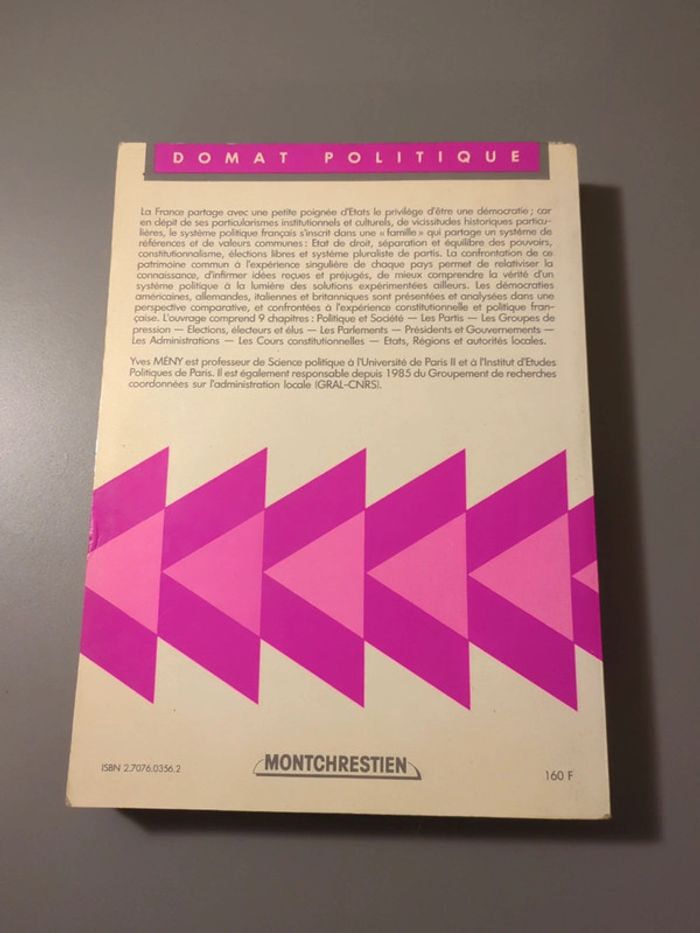 DOMAT POLITIQUE
La France partage avec une petite poignée d'Etats le privilège d'être une démocratie ; car
en dépit de ses particularismes institutionnels et culturels, de vicissitudes historiques particu-
lières, le système politique français s'inscrit dans une « famille » qui partage un système de
références et de valeurs communes : Etat de droit, séparation et équilibre des pouvoirs,
constitutionnalisme, élections libres et système pluraliste de partis. La confrontation de ce
patrimoine commun à l'expérience singulière de chaque pays permet de relativiser la
connaissance, d'infirmer idées reçues et préjugés, de mieux comprendre la vérité d'un
système politique à la lumière des solutions expérimentées ailleurs. Les démocraties
américaines, allemandes, italiennes et britanniques sont présentées et analysées dans une
perspective comparative, et confrontées à l'expérience constitutionnelle et politique fran-
çaise. L'ouvrage comprend 9 chapitres : Politique et Société — Les Partis — Les Groupes de
pression — Elections, électeurs et élus — Les Parlements — Présidents et Gouvernements —
Les Administrations — Les Cours constitutionnelles — Etats, Régions et autorités locales.
Yves MÉNY est professeur de Science politique à l'Université de Paris II et à l'Institut d'Etudes
Politiques de Paris. Il est également responsable depuis 1985 du Groupement de recherches
coordonnées sur l'administration locale (GRAL-CNRS).
ISBN 2.7076.0356.2
MONTCHRESTIEN
160 F